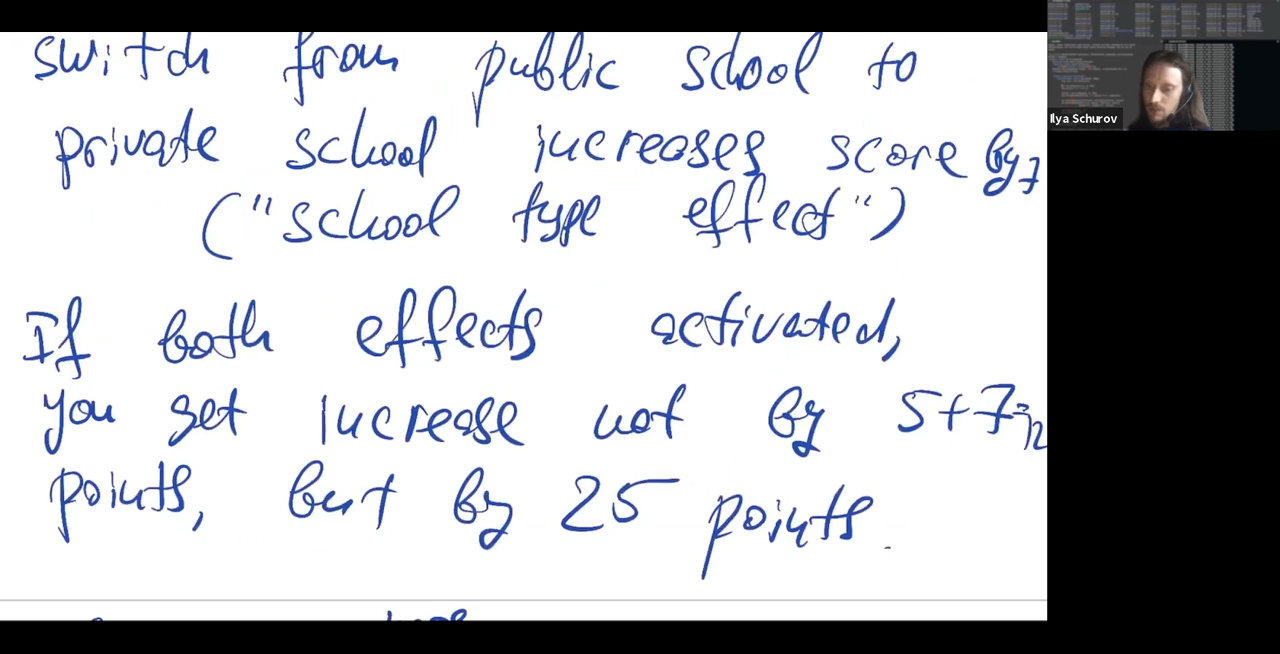 switch from public school to
private school increases score by 7
("school type effect")
If both effects activated,
you get increase not by 5+7=12
points, but by 25 points.
Ilya Schurov